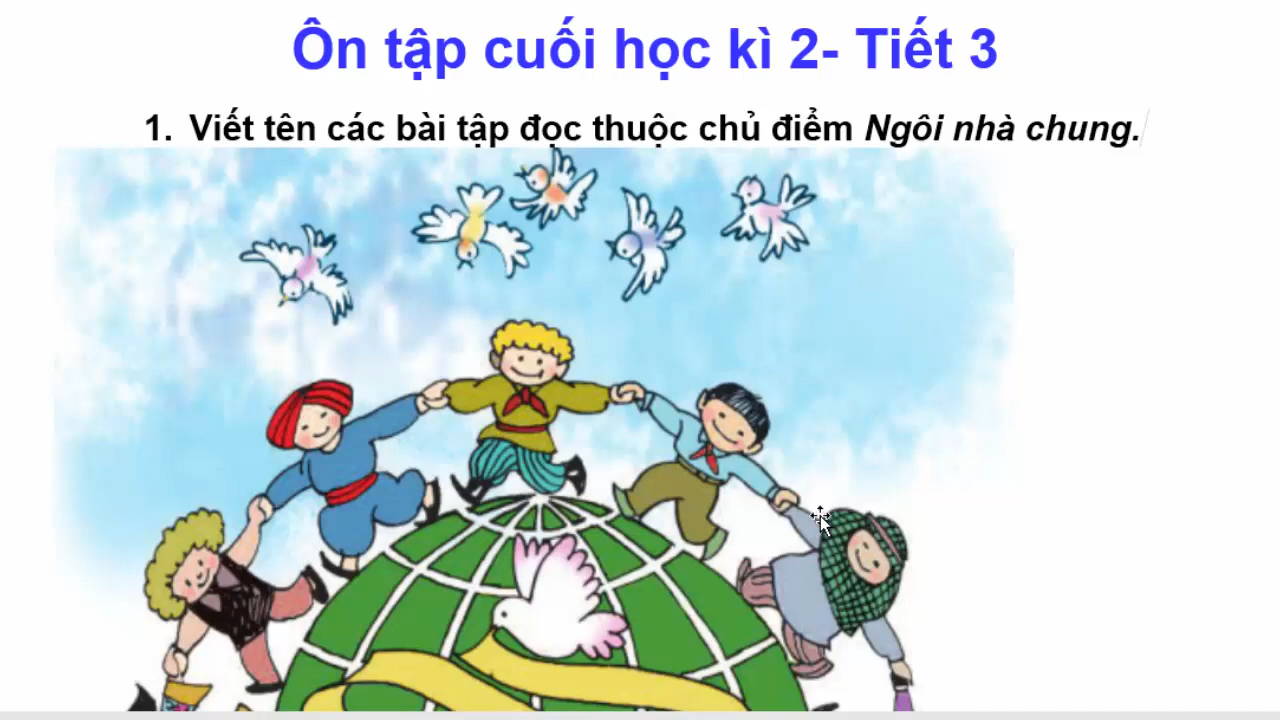 Ôn tập cuối học kì 2- Tiết 3
1. Viết tên các bài tập đọc thuộc chủ điểm Ngôi nhà chung.